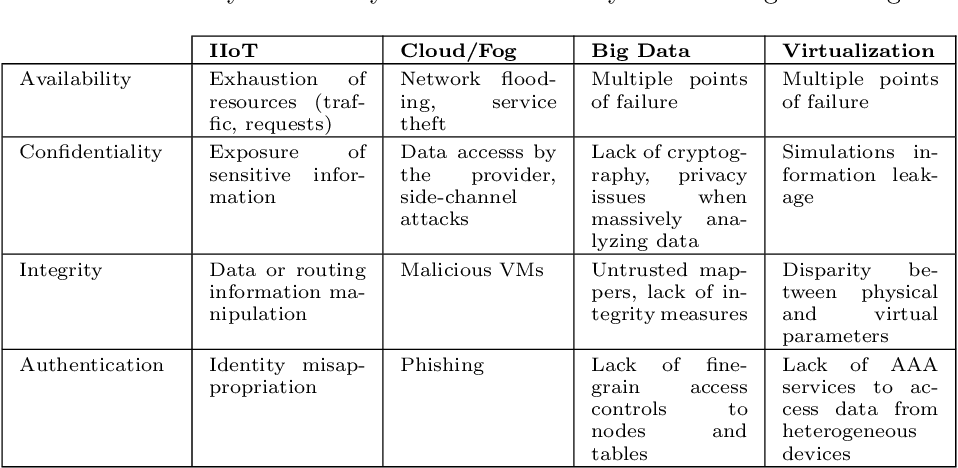 IIoT
Cloud/Fog
Big Data
Virtualization
Availability
Exhaustion of
resources (traf-
fic, requests)
Network flood-
ing, service
theft
Multiple points
of failure
Multiple points
of failure
Confidentiality
Exposure of
sensitive infor-
mation
Data accesss by
the provider,
side-channel
attacks
Lack of cryptog-
raphy, privacy
issues when
massively ana-
lyzing data
Simulations in-
formation leak-
age
Integrity
Data or routing
information ma-
nipulation
Malicious VMs
Untrusted map-
pers, lack of in-
tegrity measures
Disparity be-
tween physical
and virtual
parameters
Authentication
Identity misap-
propriation
Phishing
Lack of fine-
grain access
controls to
nodes and
tables
Lack of AAA
services to ac-
cess data from
heterogeneous
devices